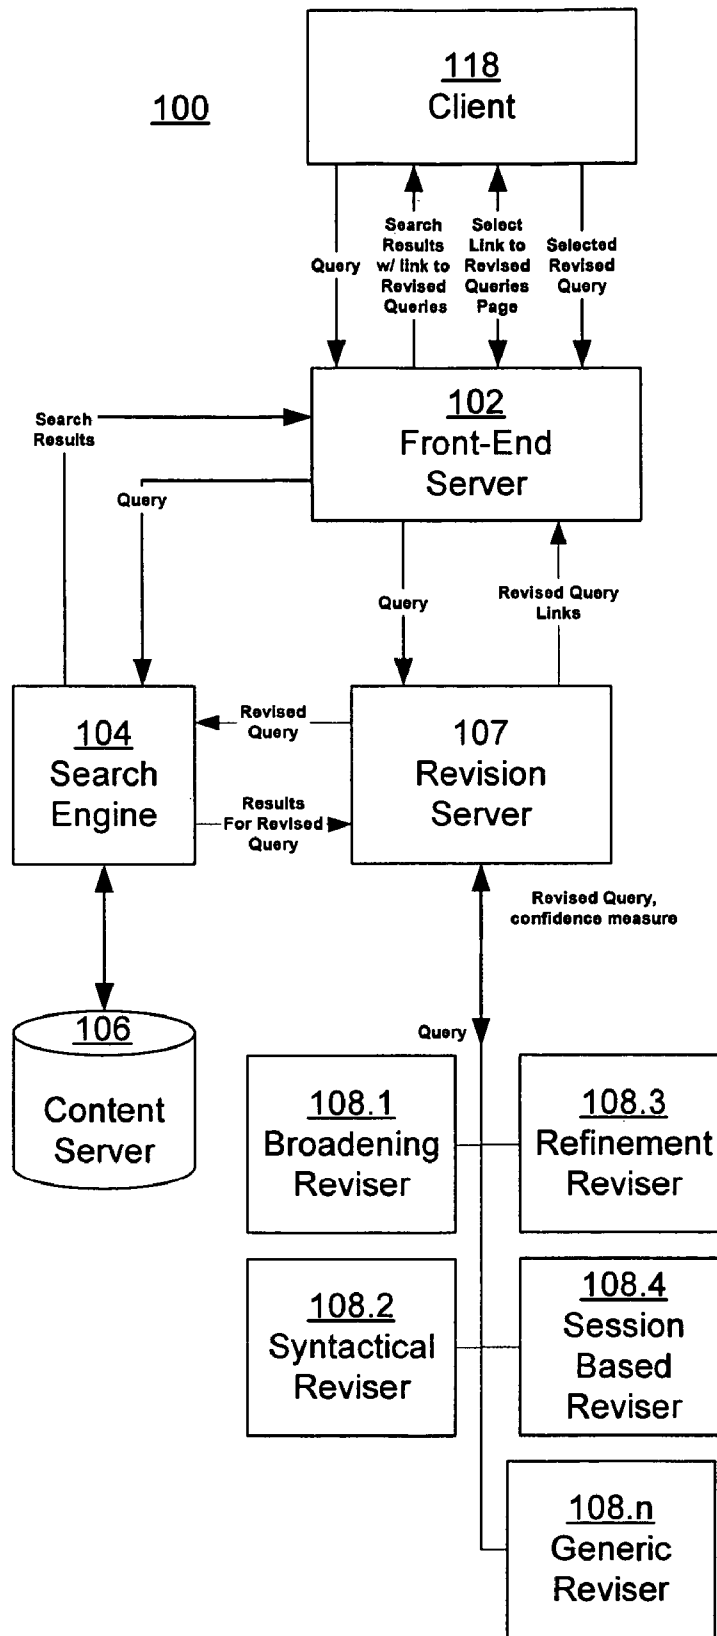 118
Client
100
Query
Search
Results
w/ link to
Revised
Queries
Select
Link to
Revised
Queries
Page
Selected
Revised
Query
102
Front-End
Server
Search
Results
Query
Query
Revised Query
Links
104
Search
Engine
Revised
Query
Results
For Revised
Query
107
Revision
Server
Revised Query,
confidence measure
Query
106
Content
Server
108.1
Broadening
Reviser
108.3
Refinement
Reviser
108.2
Syntactical
Reviser
108.4
Session
Based
Reviser
108.n
Generic
Reviser